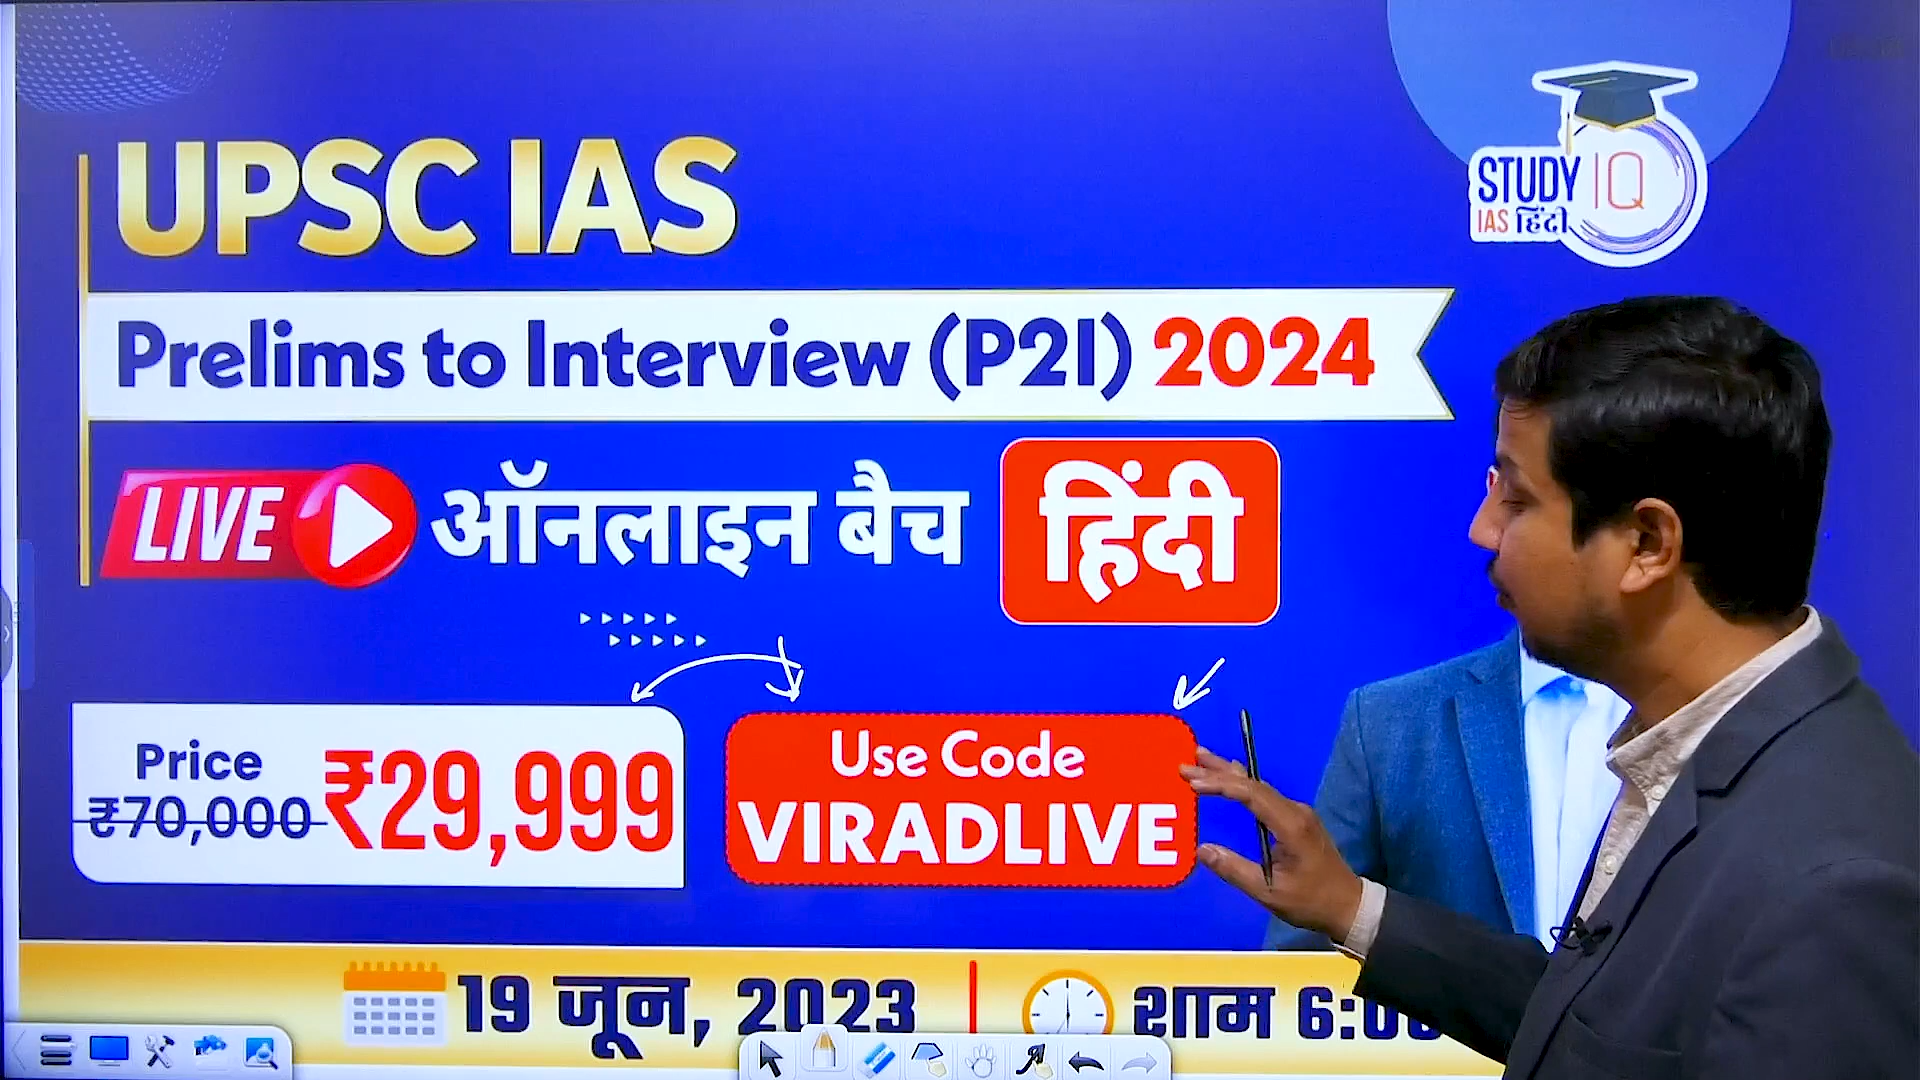 UPSC IAS
STUDY IQ
IAS हिंदी
Prelims to Interview (P2I) 2024
LIVE ऑनलाइन बैच हिंदी
Price
₹70,000 ₹29,999
Use Code
VIRADLIVE
19 जून, 2023 | शाम